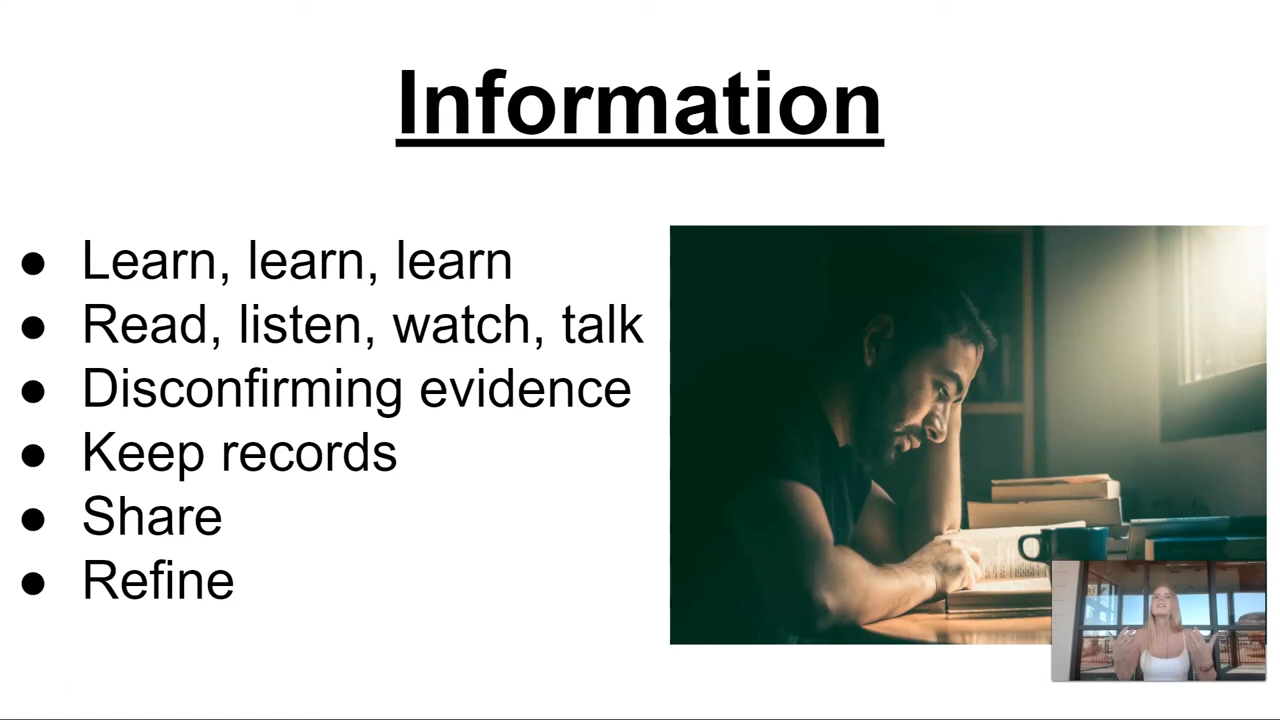 Information
● Learn, learn, learn
● Read, listen, watch, talk
● Disconfirming evidence
● Keep records
● Share
● Refine